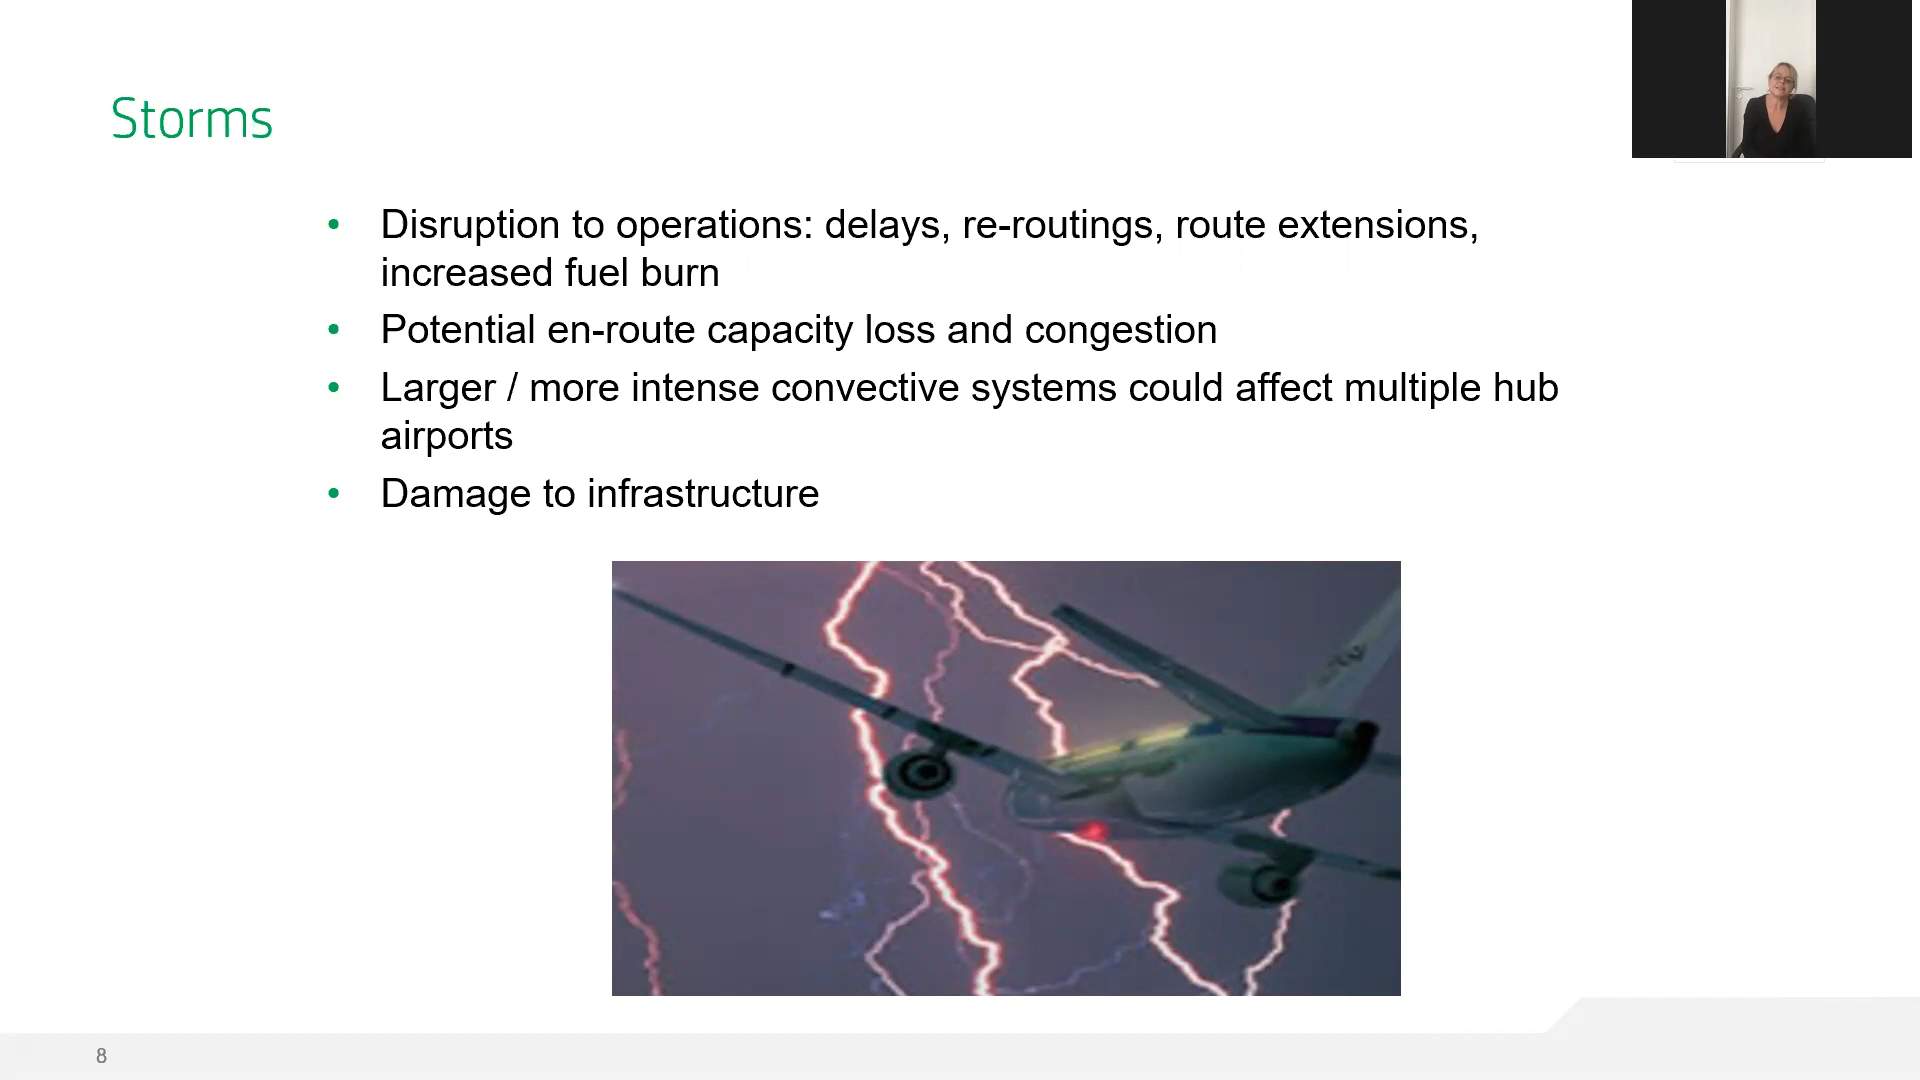 Storms
• Disruption to operations: delays, re-routings, route extensions,
increased fuel burn
• Potential en-route capacity loss and congestion
• Larger / more intense convective systems could affect multiple hub
airports
• Damage to infrastructure
8